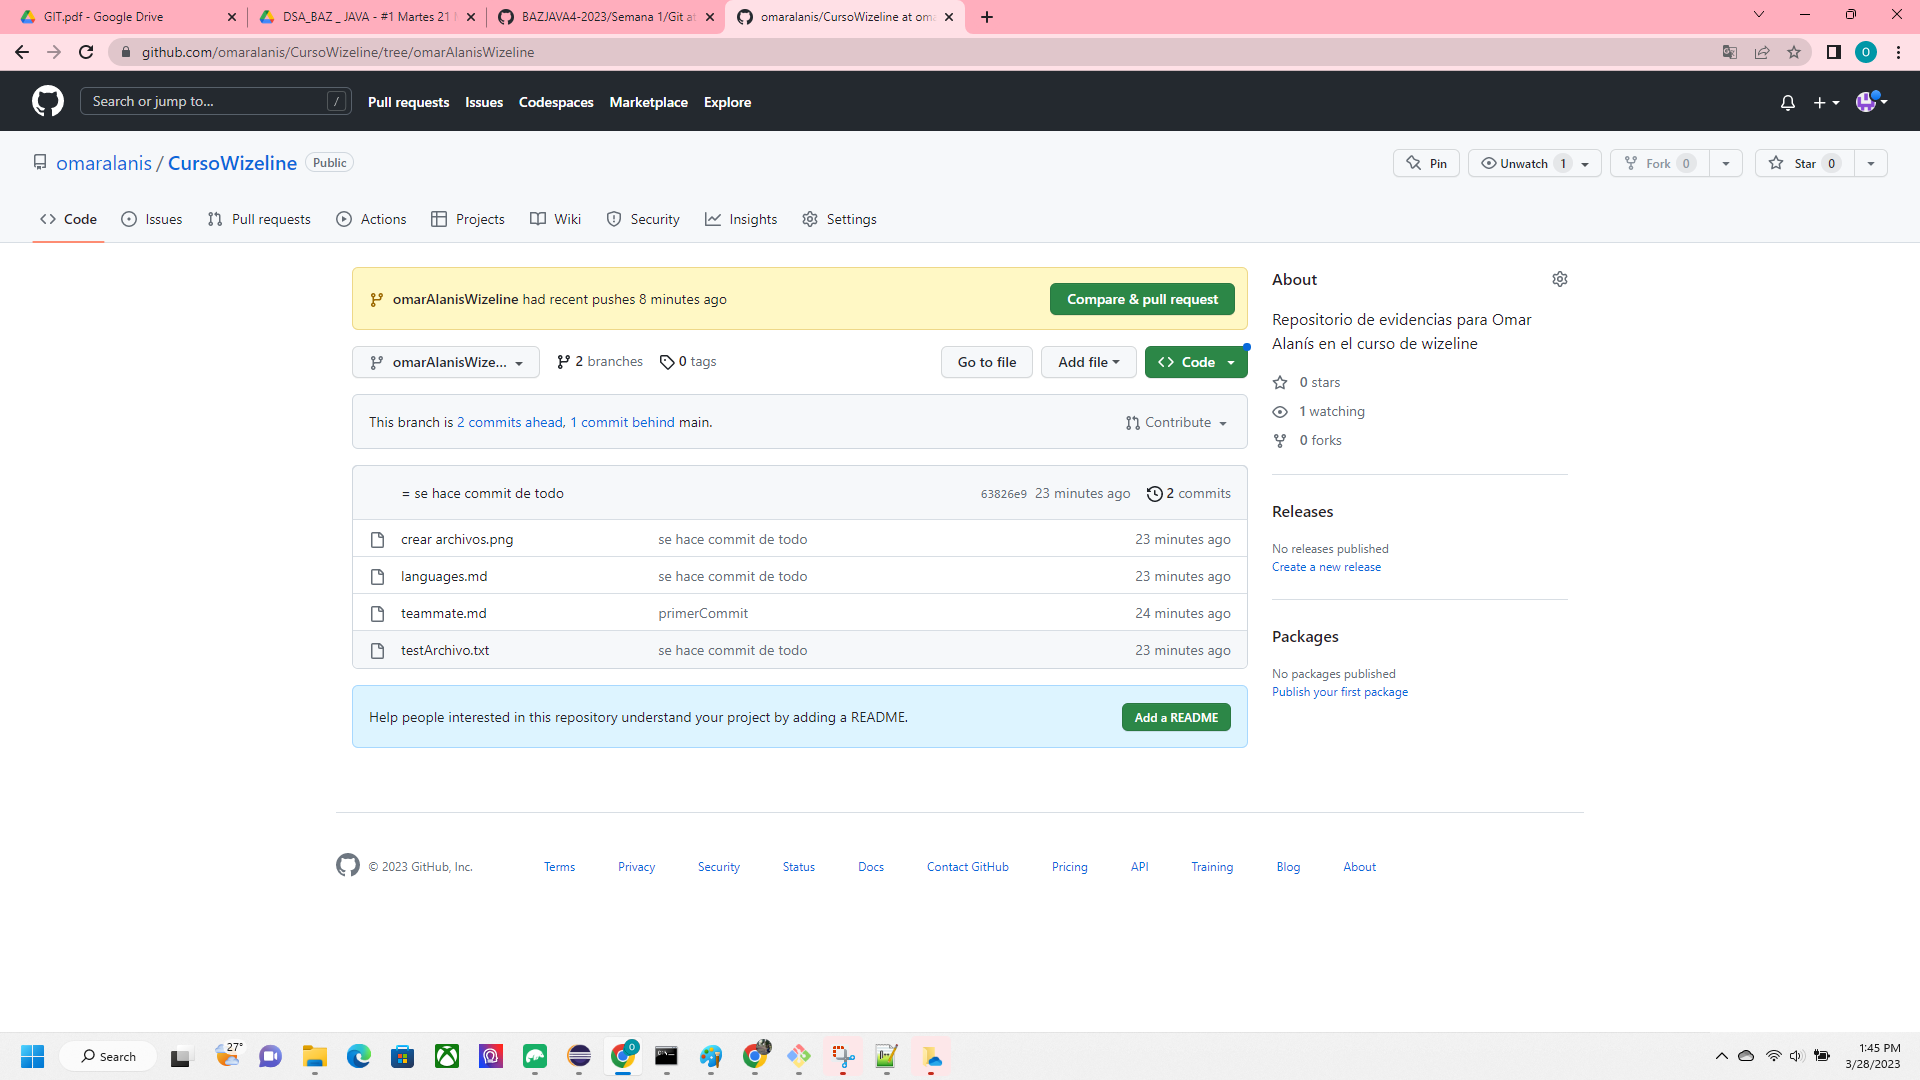 GIT.pdf - Google Drive
DSA_BAZ _ JAVA - #1 Martes 21
BAZJAVA4-2023/Semana 1/Git at
omaralanis/CursoWizeline at oma
github.com/omaralanis/CursoWizeline/tree/omarAlanisWizeline
O
Search or jump to...
/
Pull requests
Issues
Codespaces
Marketplace
Explore
omaralanis / CursoWizeline
Public
Pin
Unwatch 1
Fork 0
Star 0
Code
Issues
Pull requests
Actions
Projects
Wiki
Security
Insights
Settings
omarAlanisWizeline had recent pushes 8 minutes ago
Compare & pull request
omarAlanisWize...
2 branches
0 tags
Go to file
Add file
Code
This branch is 2 commits ahead, 1 commit behind main.
Contribute
= se hace commit de todo
63826e9 23 minutes ago
2 commits
crear archivos.png se hace commit de todo 23 minutes ago
languages.md se hace commit de todo 23 minutes ago
teammate.md primerCommit 24 minutes ago
testArchivo.txt se hace commit de todo 23 minutes ago
Help people interested in this repository understand your project by adding a README.
Add a README
About
Repositorio de evidencias para Omar
Alanís en el curso de wizeline
0 stars
1 watching
0 forks
Releases
No releases published
Create a new release
Packages
No packages published
Publish your first package
© 2023 GitHub, Inc.
Terms
Privacy
Security
Status
Docs
Contact GitHub
Pricing
API
Training
Blog
About
Search
27°
1:45 PM
3/28/2023